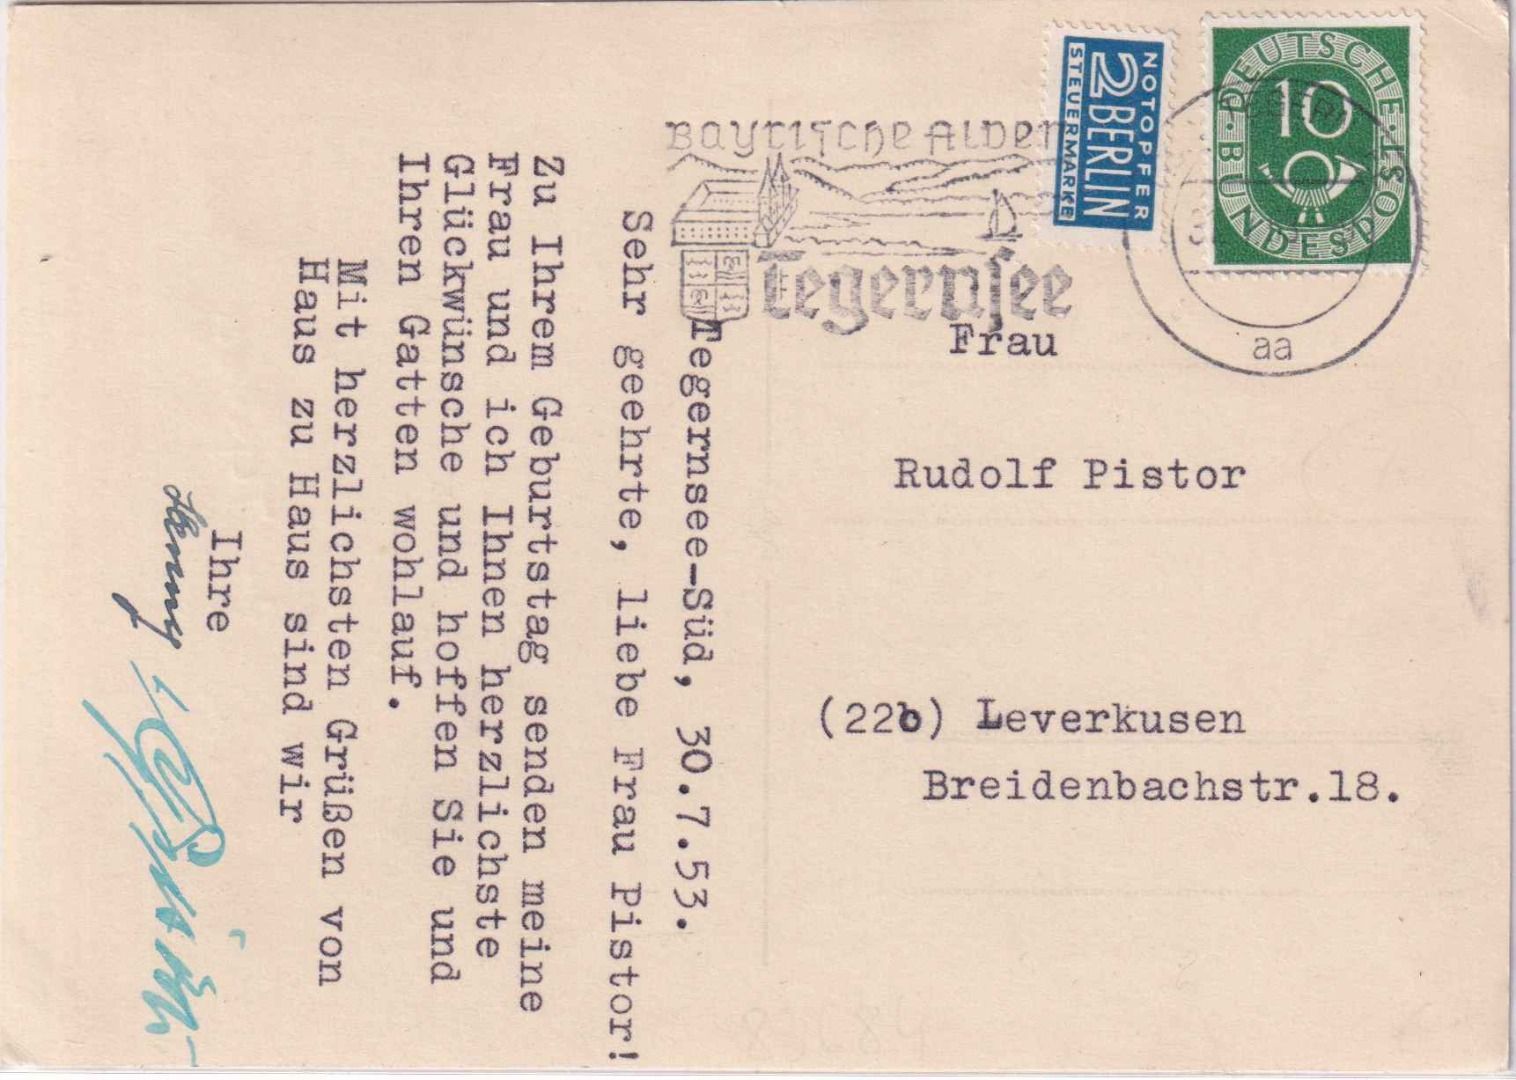 Tegernsee-Süd, 30.7.53.
Sehr geehrte, liebe Frau Pistor!
Zu Ihrem Geburtstag senden meine
Frau und ich Ihnen herzlichste
Glückwünsche und hoffen Sie und
Ihren Gatten wohlauf.
Mit herzlichsten Grüßen von
Haus zu Haus sind wir
Ihre
Bayrische Alpen
Tegernsee
NOTOPFER
2 BERLIN
STEUERMARKE
DEUTSCHE POST
10
BUNDESPOST
aa
Frau
Rudolf Pistor
(22b) Leverkusen
Breidenbachstr.18.